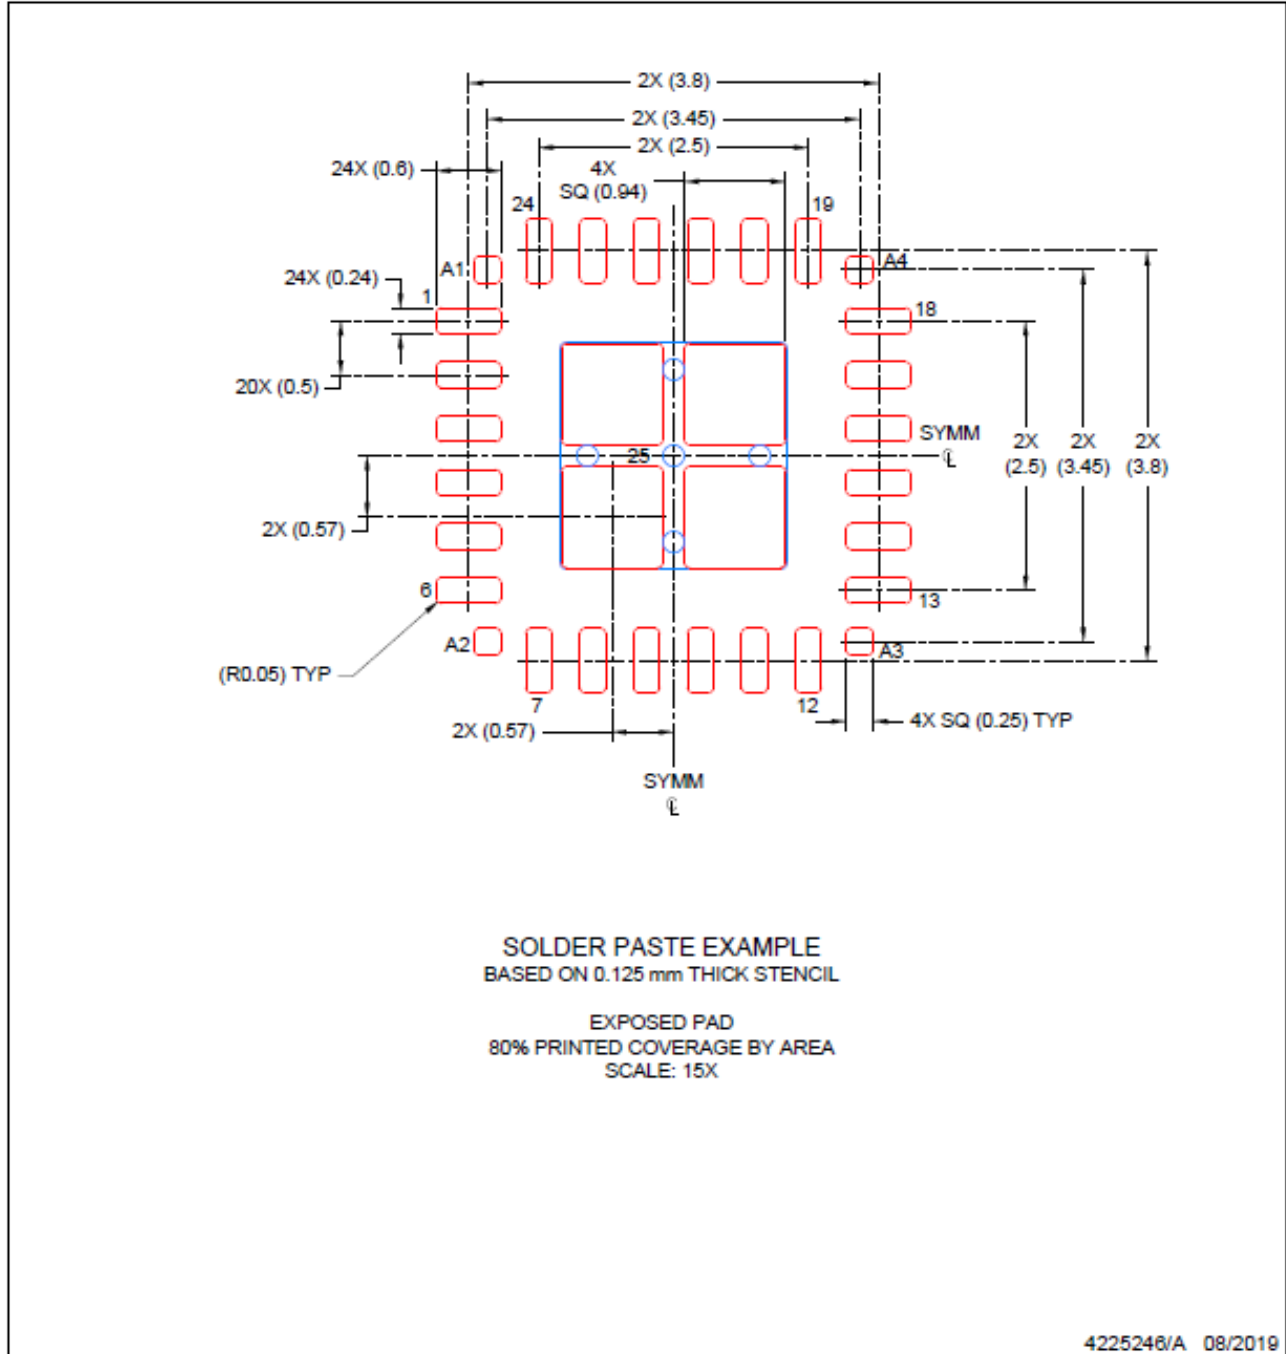 2X (3.8)
2X (3.45)
2X (2.5)
24X (0.6)
4X
SQ (0.94)
24
19
A1
A4
24X (0.24)
1
18
20X (0.5)
SYMM
℄
25
2X
(2.5)
2X
(3.45)
2X
(3.8)
2X (0.57)
6
13
A2
A3
(R0.05) TYP
7
12
2X (0.57)
4X SQ (0.25) TYP
SYMM
℄
SOLDER PASTE EXAMPLE
BASED ON 0.125 mm THICK STENCIL
EXPOSED PAD
80% PRINTED COVERAGE BY AREA
SCALE: 15X
4225246/A 08/2019